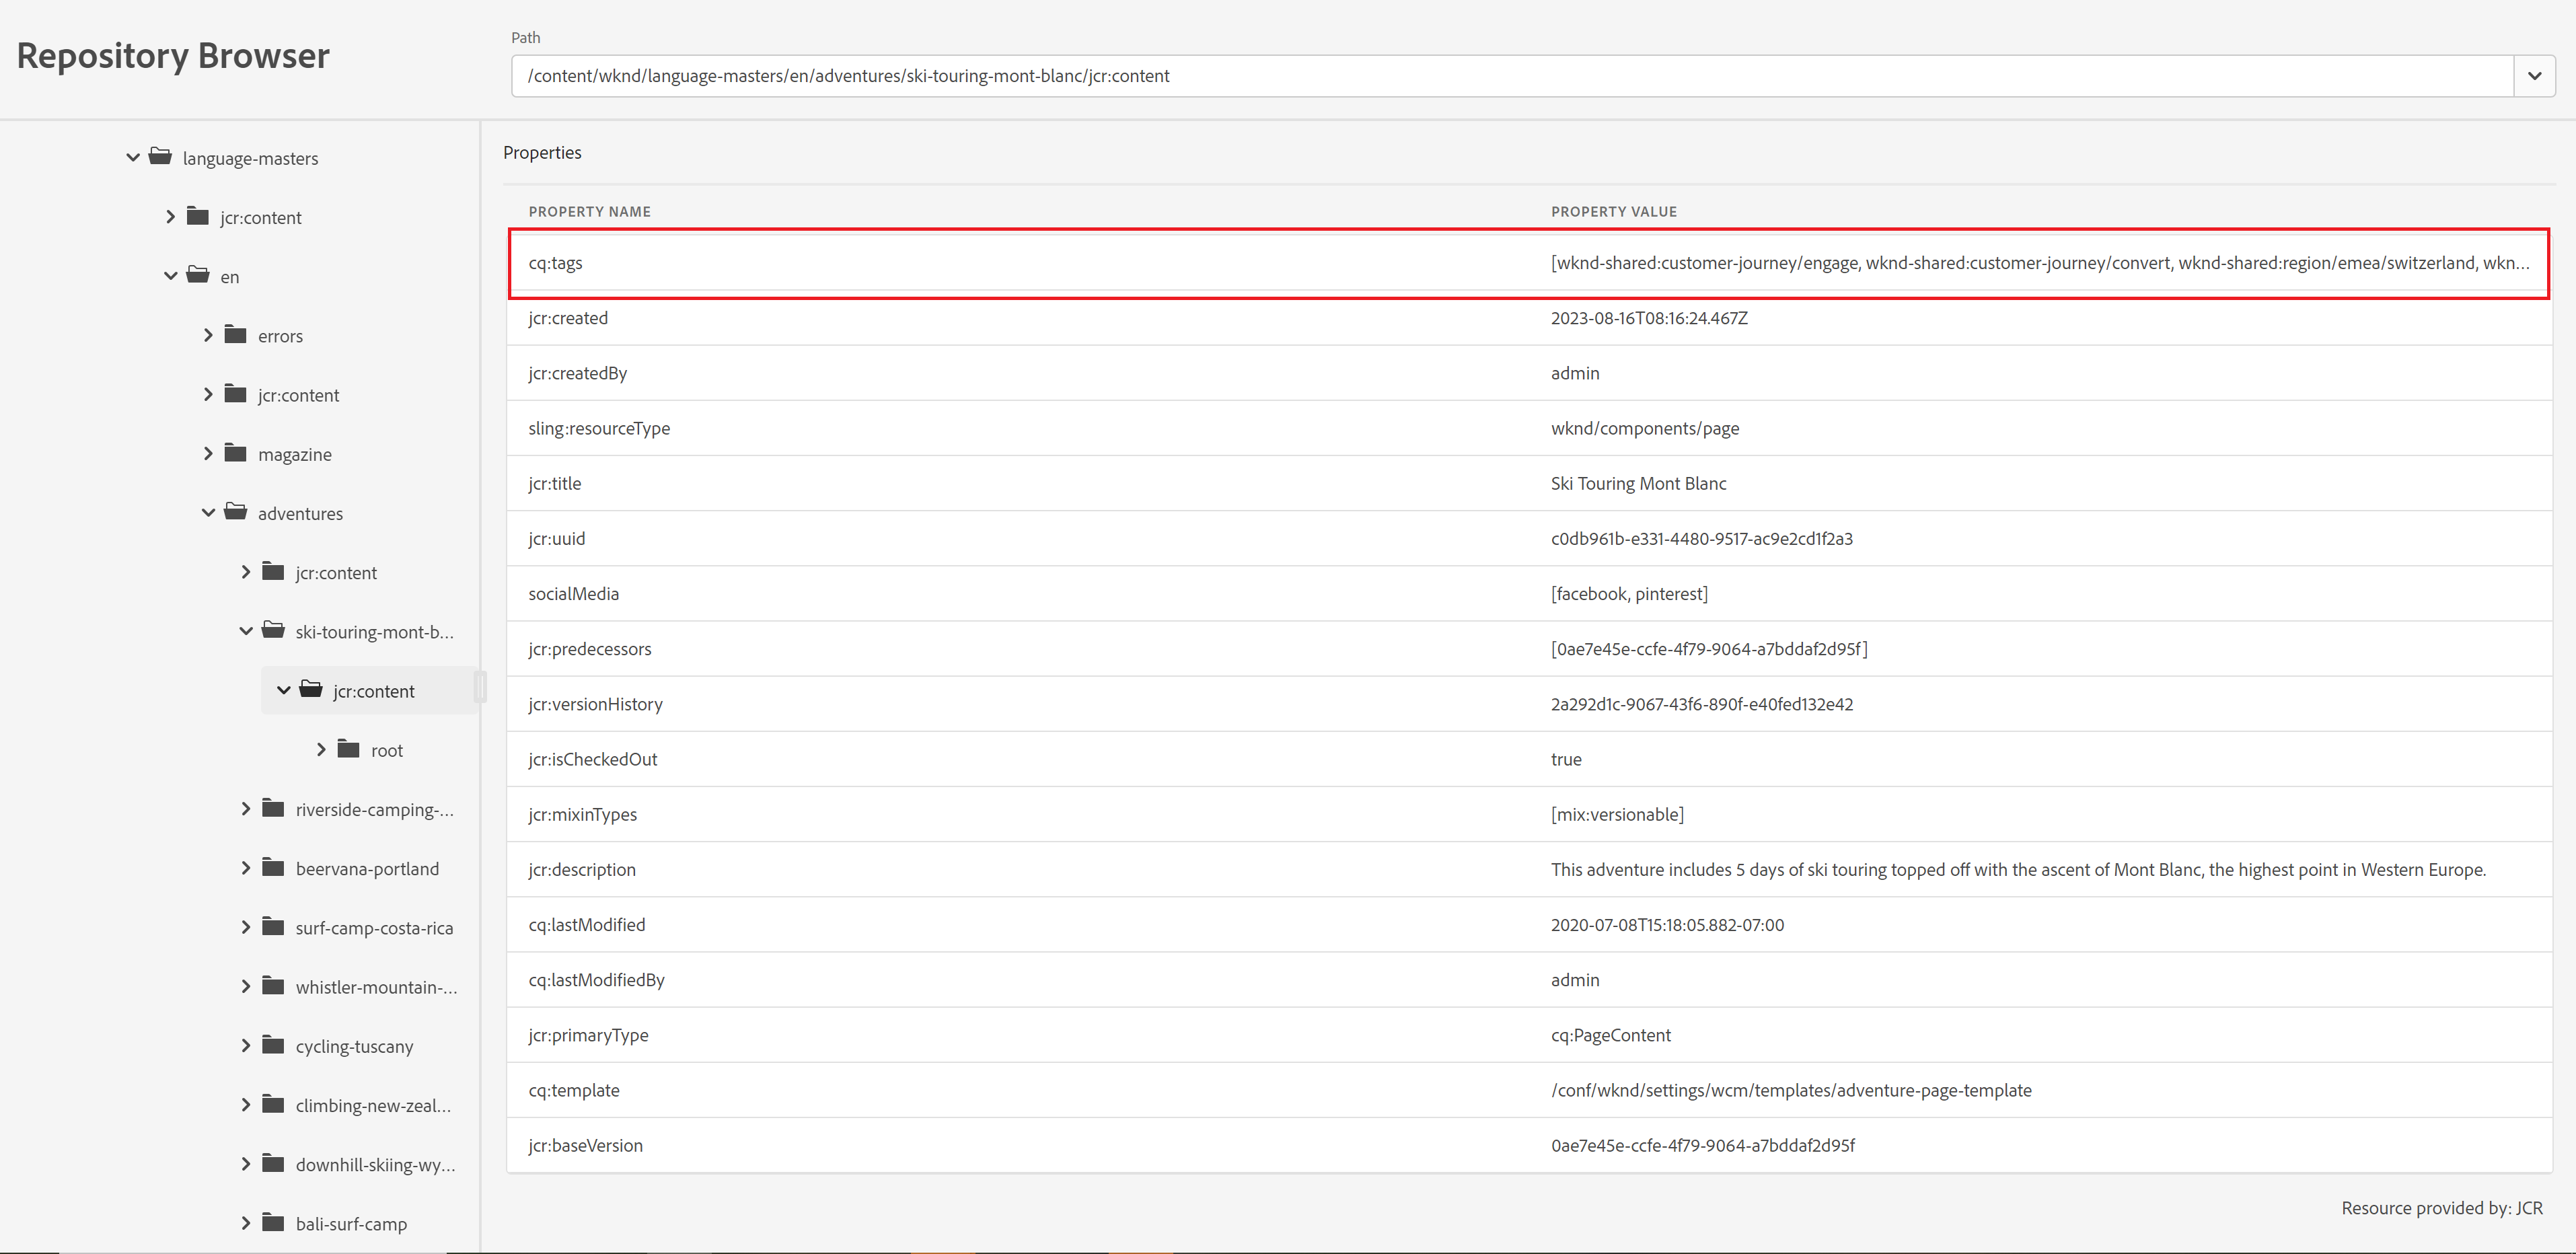 Repository Browser
Path
/content/wknd/language-masters/en/adventures/ski-touring-mont-blanc/jcr:content
language-masters
jcr:content
en
errors
jcr:content
magazine
adventures
jcr:content
ski-touring-mont-b...
jcr:content
root
riverside-camping-...
beervana-portland
surf-camp-costa-rica
whistler-mountain-...
cycling-tuscany
climbing-new-zeal...
downhill-skiing-wy...
bali-surf-camp
Properties
PROPERTY NAME PROPERTY VALUE
cq:tags [wknd-shared:customer-journey/engage, wknd-shared:customer-journey/convert, wknd-shared:region/emea/switzerland, wkn...
jcr:created 2023-08-16T08:16:24.467Z
jcr:createdBy admin
sling:resourceType wknd/components/page
jcr:title Ski Touring Mont Blanc
jcr:uuid c0db961b-e331-4480-9517-ac9e2cd1f2a3
socialMedia [facebook, pinterest]
jcr:predecessors [0ae7e45e-ccfe-4f79-9064-a7bddaf2d95f]
jcr:versionHistory 2a292d1c-9067-43f6-890f-e40fed132e42
jcr:isCheckedOut true
jcr:mixinTypes [mix:versionable]
jcr:description This adventure includes 5 days of ski touring topped off with the ascent of Mont Blanc, the highest point in Western Europe.
cq:lastModified 2020-07-08T15:18:05.882-07:00
cq:lastModifiedBy admin
jcr:primaryType cq:PageContent
cq:template /conf/wknd/settings/wcm/templates/adventure-page-template
jcr:baseVersion 0ae7e45e-ccfe-4f79-9064-a7bddaf2d95f
Resource provided by: JCR